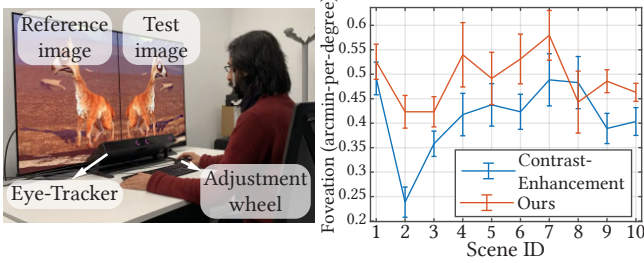 Reference
image
Test
image
Eye-Tracker
Adjustment
wheel
Foveation (arcmin-per-degree)
0.6
0.55
0.5
0.45
0.4
0.35
0.3
0.25
0.2
Contrast-
Enhancement
Ours
1 2 3 4 5 6 7 8 9 10
Scene ID